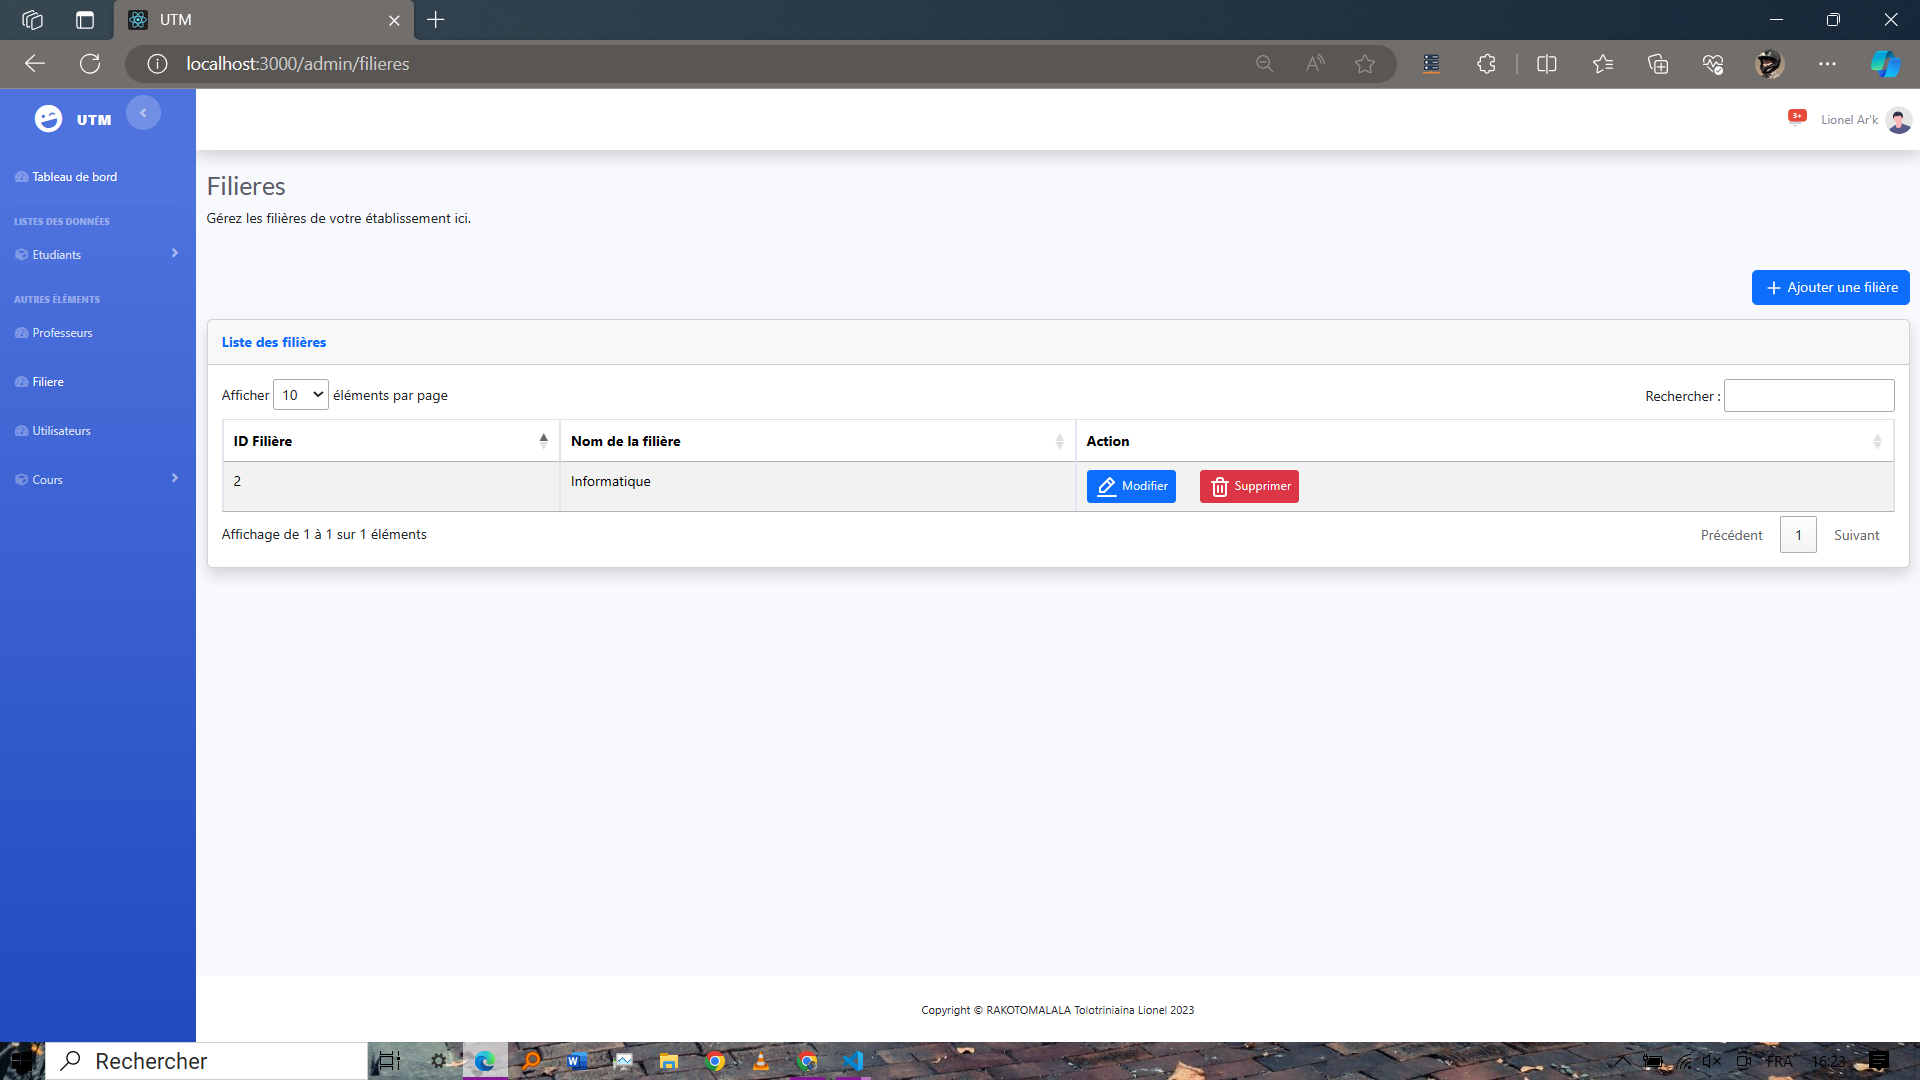 UTM
localhost:3000/admin/filieres
UTM
3+
Lionel Ar'k
Tableau de bord
LISTES DES DONNÉES
Etudiants
AUTRES ÉLÉMENTS
Professeurs
Filiere
Utilisateurs
Cours
Filieres
Gérez les filières de votre établissement ici.
Ajouter une filière
Liste des filières
Afficher 10 éléments par page
Rechercher :
ID Filière Nom de la filière Action
2 Informatique Modifier Supprimer
Affichage de 1 à 1 sur 1 éléments
Précédent 1 Suivant
Copyright © RAKOTOMALALA Tolotriniaina Lionel 2023
Rechercher
FRA 16:23